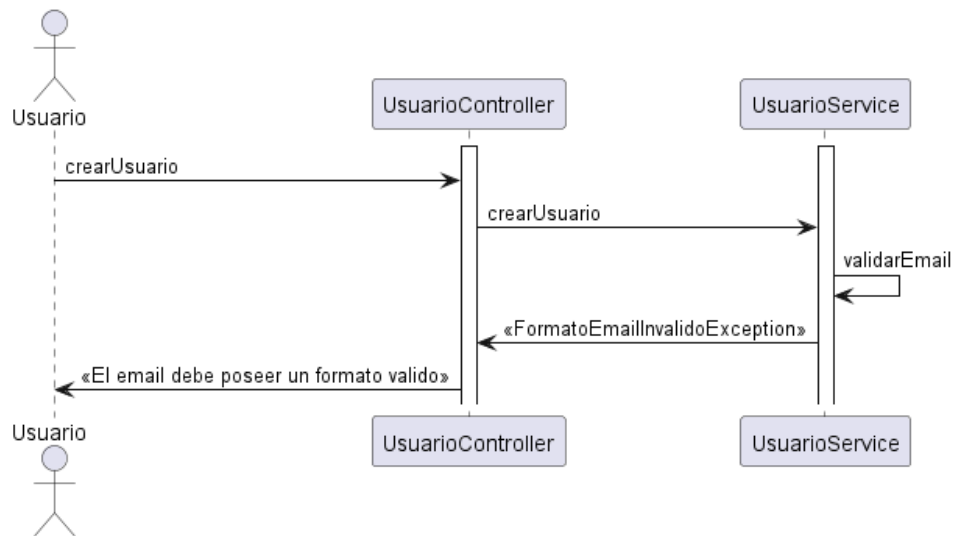 Usuario
UsuarioController
UsuarioService
crearUsuario
crearUsuario
validarEmail
«FormatoEmailInvalidoException»
«El email debe poseer un formato valido»
Usuario
UsuarioController
UsuarioService